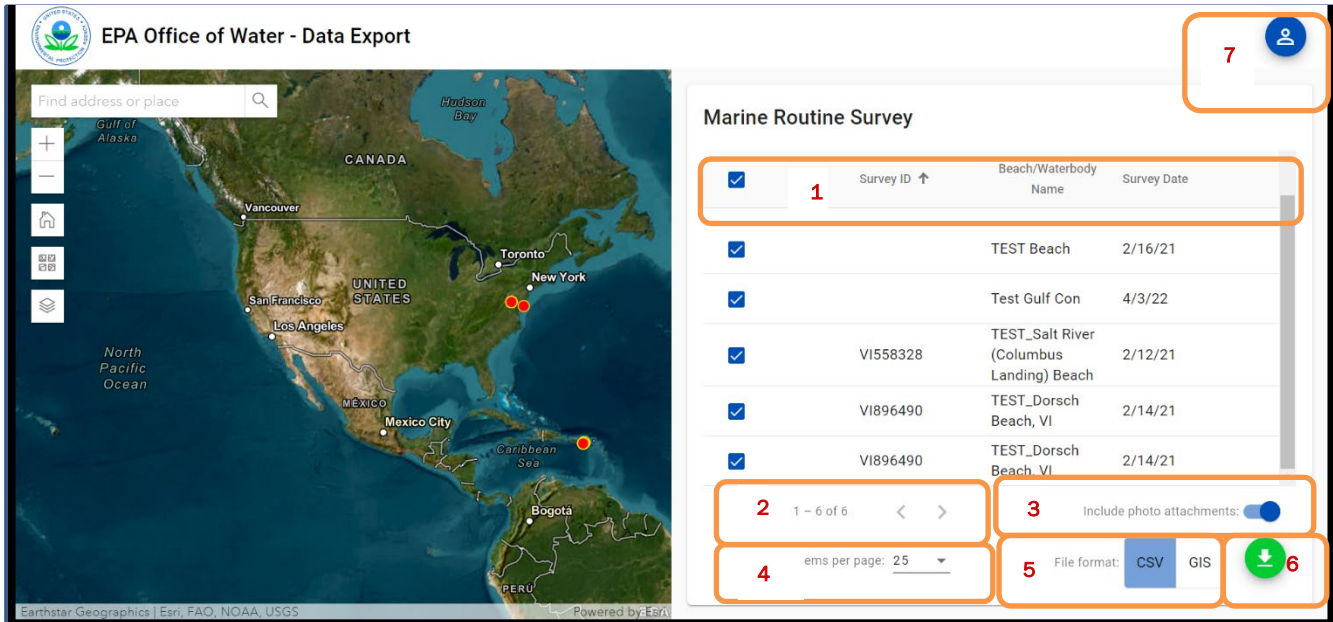 EPA Office of Water - Data Export
7
Find address or place
Gulf of
Alaska
Hudson
Bay
CANADA
Vancouver
Toronto
New York
UNITED
STATES
San Francisco
Los Angeles
North
Pacific
Ocean
MÉXICO
Mexico City
Caribbean
Sea
Bogotá
PERÚ
Earthstar Geographics | Esri, FAO, NOAA, USGS
Powered by Esri
Marine Routine Survey
1
Survey ID ↑
Beach/Waterbody
Name
Survey Date
TEST Beach 2/16/21
Test Gulf Con 4/3/22
TEST_Salt River
VI558328 (Columbus 2/12/21
Landing) Beach
TEST_Dorsch
VI896490 2/14/21
Beach, VI
TEST_Dorsch
VI896490 2/14/21
Beach, VI
2 1 – 6 of 6 < >
3 Include photo attachments:
4 ems per page: 25
5 File format: CSV GIS
6